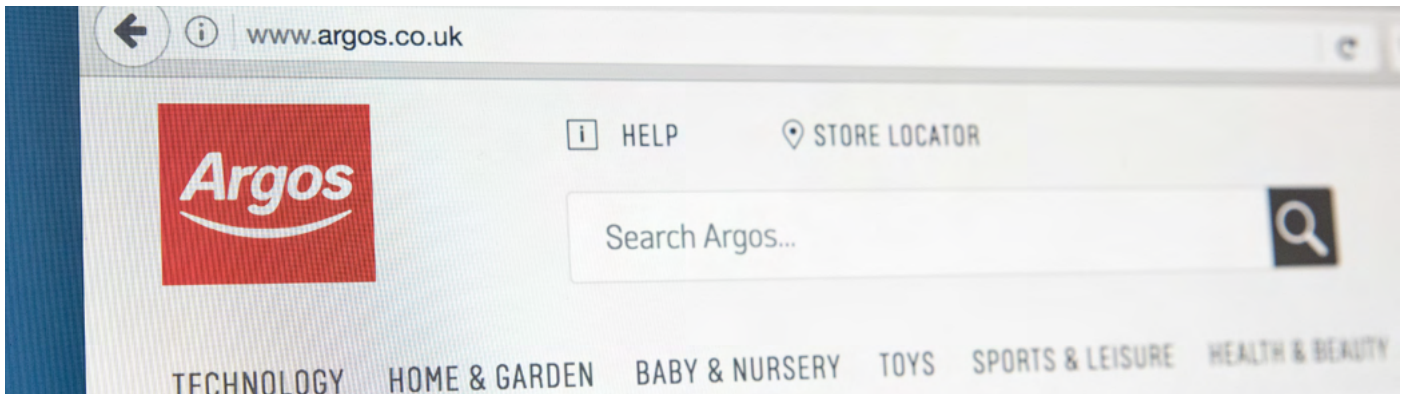 www.argos.co.uk
Argos
i HELP STORE LOCATOR
Search Argos...
TECHNOLOGY HOME & GARDEN BABY & NURSERY TOYS SPORTS & LEISURE HEALTH & BEAUTY